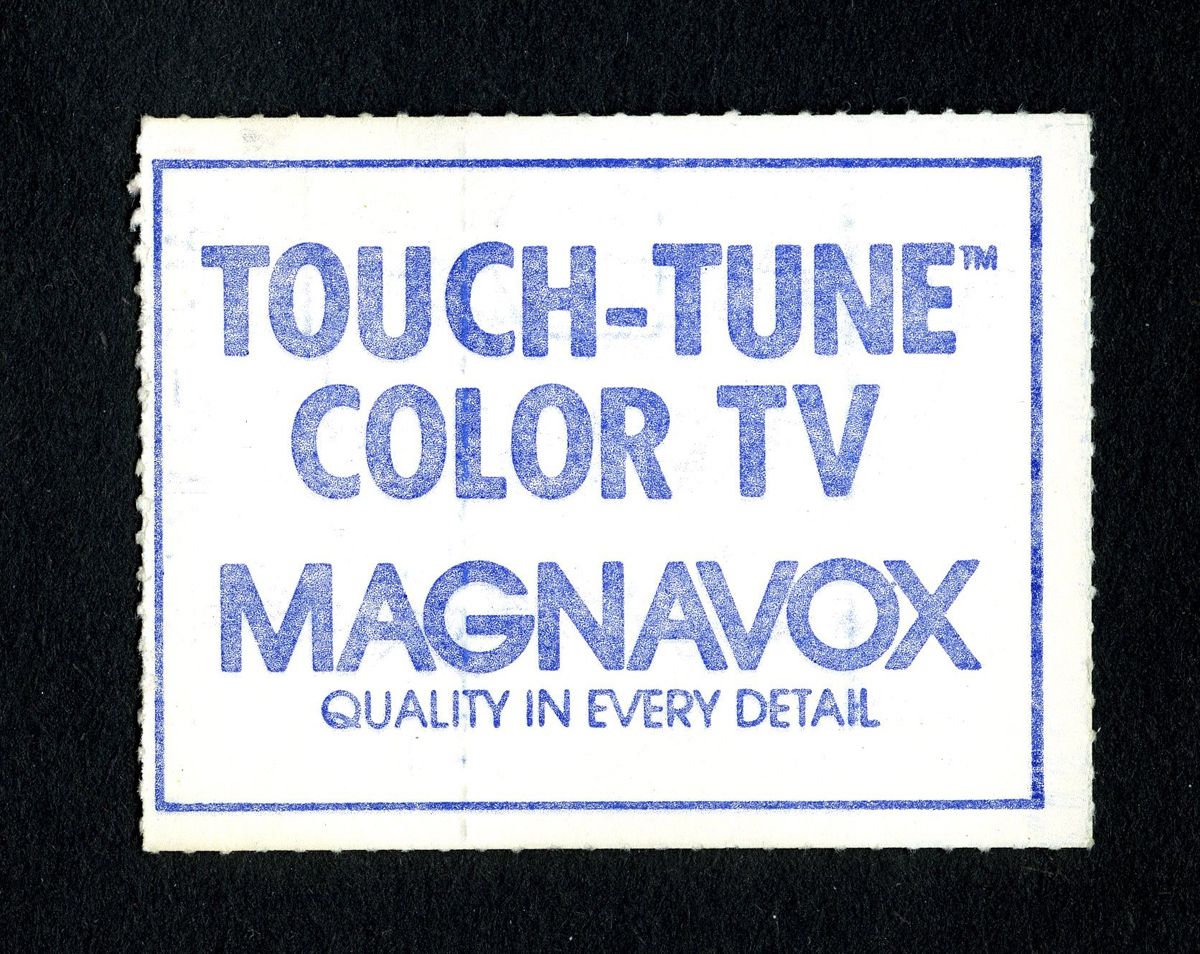 TOUCH-TUNE™
COLOR TV
MAGNAVOX
QUALITY IN EVERY DETAIL